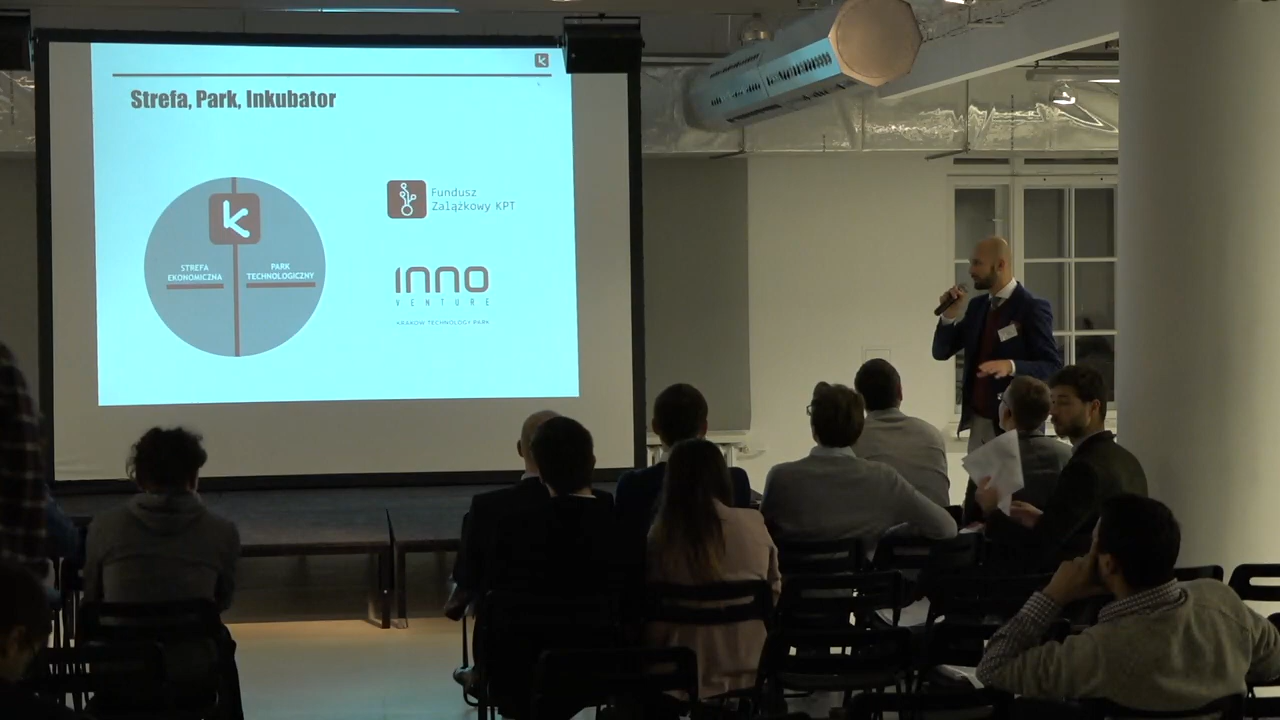 Strefa, Park, Inkubator
STREFA
EKONOMICZNA
PARK
TECHNOLOGICZNY
Fundusz
Zalążkowy KPT
INNO
VENTURE
KRAKOW TECHNOLOGY PARK